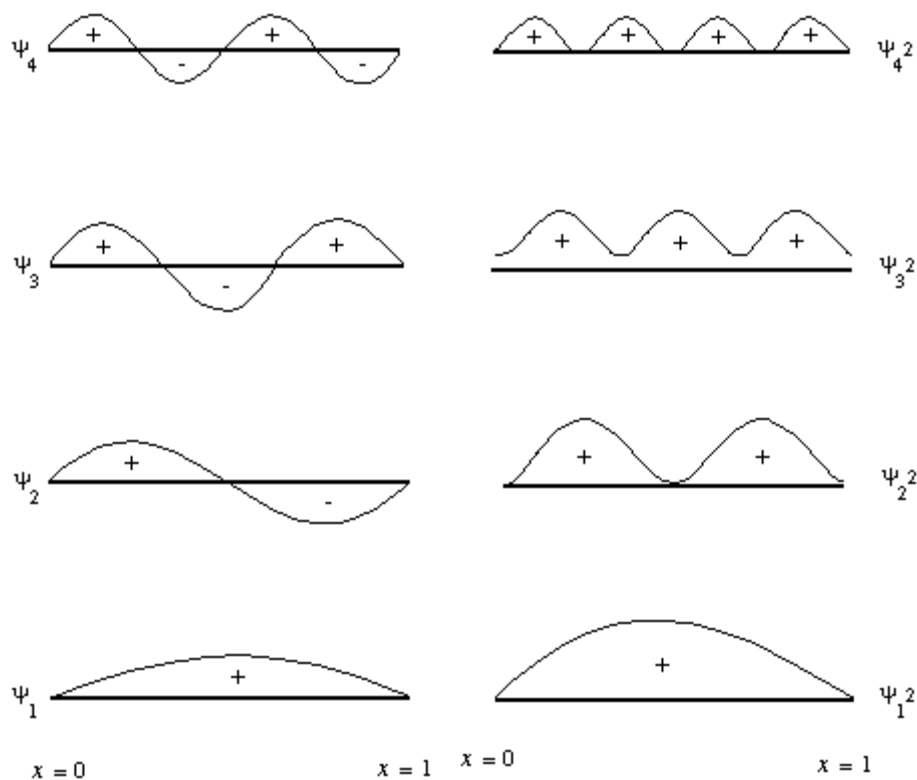 ψ4 + - + - + + + + ψ4²
ψ3 + - + + + + ψ3²
ψ2 + - + + ψ2²
ψ1 + + ψ1²
x = 0 x = 1 x = 0 x = 1